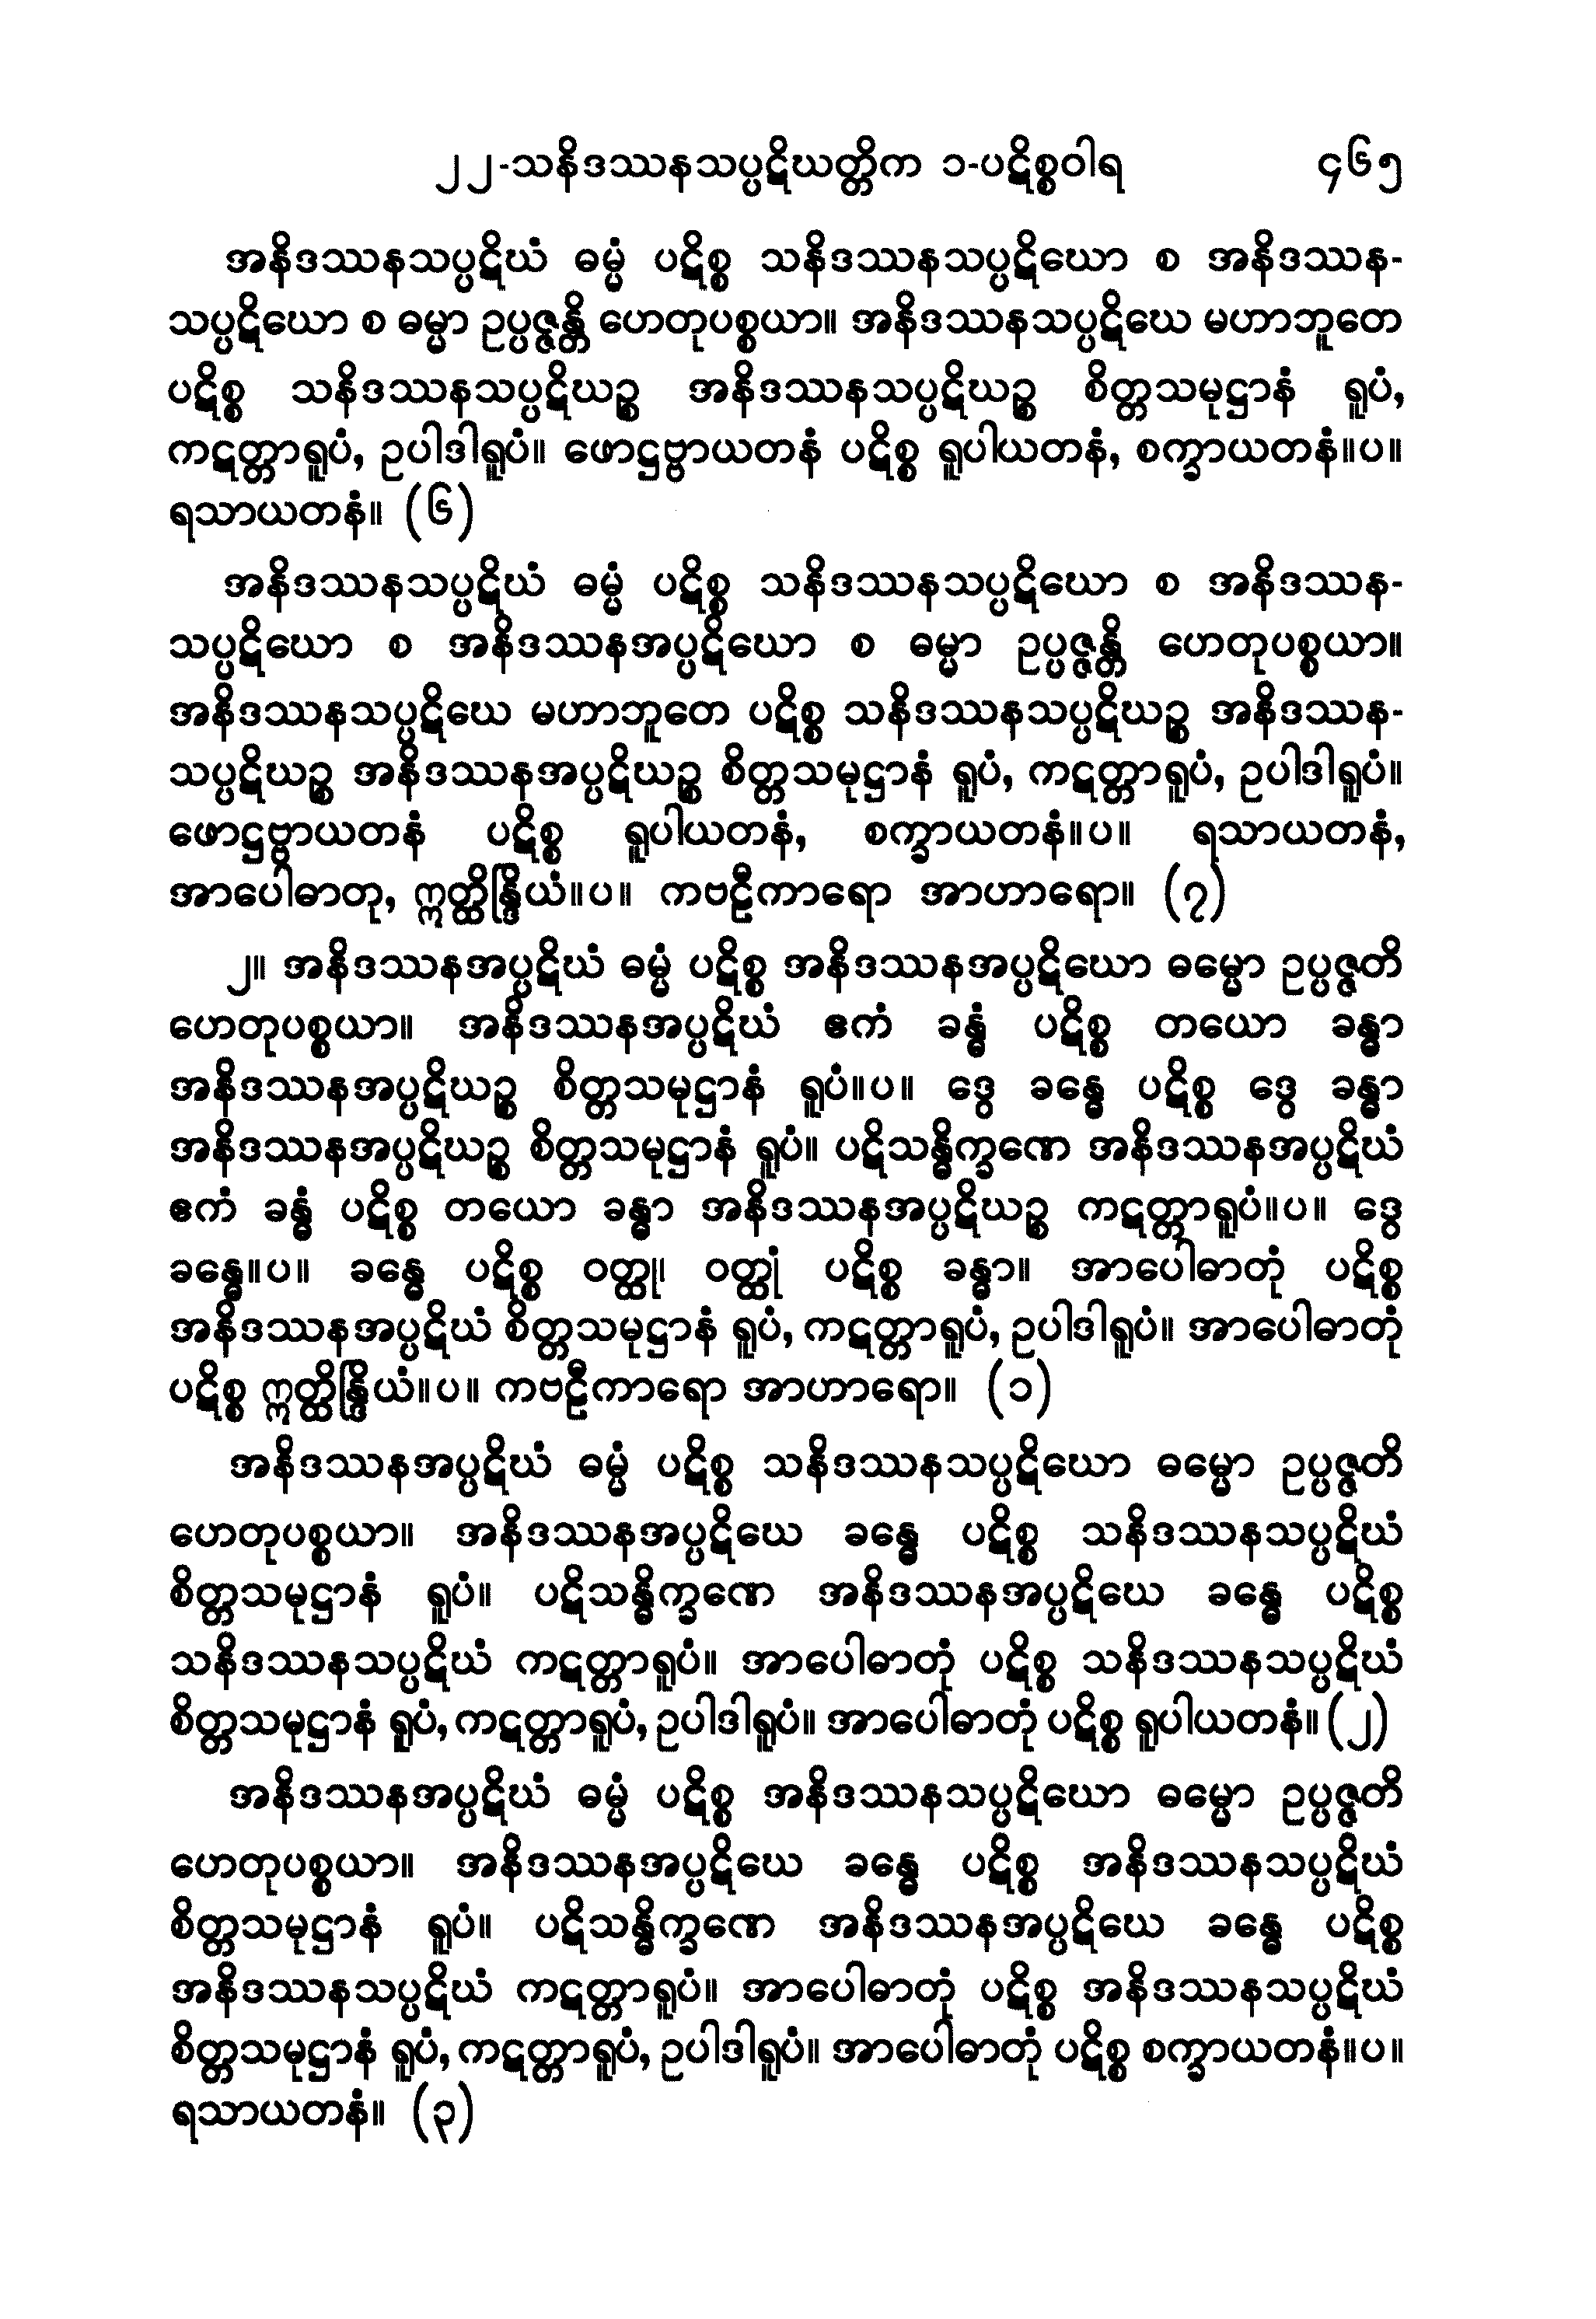 ၂၂-သနိဒဿနသပ္ပဋိဃတ္တိက ၁-ပဋိစ္စဝါရ ၄၆၅
အနိဒဿနသပ္ပဋိဃံ ဓမ္မံ ပဋိစ္စ သနိဒဿနသပ္ပဋိဃော စ အနိဒဿန-
သပ္ပဋိဃော စ ဓမ္မာ ဥပ္ပဇ္ဇန္တိ ဟေတုပစ္စယာ။ အနိဒဿနသပ္ပဋိဃေ မဟာဘူတေ
ပဋိစ္စ သနိဒဿနသပ္ပဋိဃဉ္စ အနိဒဿနသပ္ပဋိဃဉ္စ စိတ္တသမုဋ္ဌာနံ ရူပံ,
ကဋတ္တာရူပံ, ဥပါဒါရူပံ။ ဖောဋ္ဌဗ္ဗာယတနံ ပဋိစ္စ ရူပါယတနံ, စက္ခာယတနံ။ပ။
ရသာယတနံ။ (၆)
အနိဒဿနသပ္ပဋိဃံ ဓမ္မံ ပဋိစ္စ သနိဒဿနသပ္ပဋိဃော စ အနိဒဿန-
သပ္ပဋိဃော စ အနိဒဿနအပ္ပဋိဃော စ ဓမ္မာ ဥပ္ပဇ္ဇန္တိ ဟေတုပစ္စယာ။
အနိဒဿနသပ္ပဋိဃေ မဟာဘူတေ ပဋိစ္စ သနိဒဿနသပ္ပဋိဃဉ္စ အနိဒဿန-
သပ္ပဋိဃဉ္စ အနိဒဿနအပ္ပဋိဃဉ္စ စိတ္တသမုဋ္ဌာနံ ရူပံ, ကဋတ္တာရူပံ, ဥပါဒါရူပံ။
ဖောဋ္ဌဗ္ဗာယတနံ ပဋိစ္စ ရူပါယတနံ, စက္ခာယတနံ။ပ။ ရသာယတနံ,
အာပေါဓာတု, ဣတ္ထိန္ဒြိယံ။ပ။ ကဗဠီကာရော အာဟာရော။ (၇)
၂။ အနိဒဿနအပ္ပဋိဃံ ဓမ္မံ ပဋိစ္စ အနိဒဿနအပ္ပဋိဃော ဓမ္မော ဥပ္ပဇ္ဇတိ
ဟေတုပစ္စယာ။ အနိဒဿနအပ္ပဋိဃံ ဧကံ ခန္ဓံ ပဋိစ္စ တယော ခန္ဓာ
အနိဒဿနအပ္ပဋိဃဉ္စ စိတ္တသမုဋ္ဌာနံ ရူပံ။ပ။ ဒွေ ခန္ဓေ ပဋိစ္စ ဒွေ ခန္ဓာ
အနိဒဿနအပ္ပဋိဃဉ္စ စိတ္တသမုဋ္ဌာနံ ရူပံ။ ပဋိသန္ဓိက္ခဏေ အနိဒဿနအပ္ပဋိဃံ
ဧကံ ခန္ဓံ ပဋိစ္စ တယော ခန္ဓာ အနိဒဿနအပ္ပဋိဃဉ္စ ကဋတ္တာရူပံ။ပ။ ဒွေ
ခန္ဓေ။ပ။ ခန္ဓေ ပဋိစ္စ ဝတ္ထု၊ ဝတ္ထုံ ပဋိစ္စ ခန္ဓာ။ အာပေါဓာတုံ ပဋိစ္စ
အနိဒဿနအပ္ပဋိဃံ စိတ္တသမုဋ္ဌာနံ ရူပံ, ကဋတ္တာရူပံ, ဥပါဒါရူပံ။ အာပေါဓာတုံ
ပဋိစ္စ ဣတ္ထိန္ဒြိယံ။ပ။ ကဗဠီကာရော အာဟာရော။ (၁)
အနိဒဿနအပ္ပဋိဃံ ဓမ္မံ ပဋိစ္စ သနိဒဿနသပ္ပဋိဃော ဓမ္မော ဥပ္ပဇ္ဇတိ
ဟေတုပစ္စယာ။ အနိဒဿနအပ္ပဋိဃေ ခန္ဓေ ပဋိစ္စ သနိဒဿနသပ္ပဋိဃံ
စိတ္တသမုဋ္ဌာနံ ရူပံ။ ပဋိသန္ဓိက္ခဏေ အနိဒဿနအပ္ပဋိဃေ ခန္ဓေ ပဋိစ္စ
သနိဒဿနသပ္ပဋိဃံ ကဋတ္တာရူပံ။ အာပေါဓာတုံ ပဋိစ္စ သနိဒဿနသပ္ပဋိဃံ
စိတ္တသမုဋ္ဌာနံ ရူပံ, ကဋတ္တာရူပံ, ဥပါဒါရူပံ။ အာပေါဓာတုံ ပဋိစ္စ ရူပါယတနံ။ (၂)
အနိဒဿနအပ္ပဋိဃံ ဓမ္မံ ပဋိစ္စ အနိဒဿနသပ္ပဋိဃော ဓမ္မော ဥပ္ပဇ္ဇတိ
ဟေတုပစ္စယာ။ အနိဒဿနအပ္ပဋိဃေ ခန္ဓေ ပဋိစ္စ အနိဒဿနသပ္ပဋိဃံ
စိတ္တသမုဋ္ဌာနံ ရူပံ။ ပဋိသန္ဓိက္ခဏေ အနိဒဿနအပ္ပဋိဃေ ခန္ဓေ ပဋိစ္စ
အနိဒဿနသပ္ပဋိဃံ ကဋတ္တာရူပံ။ အာပေါဓာတုံ ပဋိစ္စ အနိဒဿနသပ္ပဋိဃံ
စိတ္တသမုဋ္ဌာနံ ရူပံ, ကဋတ္တာရူပံ, ဥပါဒါရူပံ။ အာပေါဓာတုံ ပဋိစ္စ စက္ခာယတနံ။ပ။
ရသာယတနံ။ (၃)